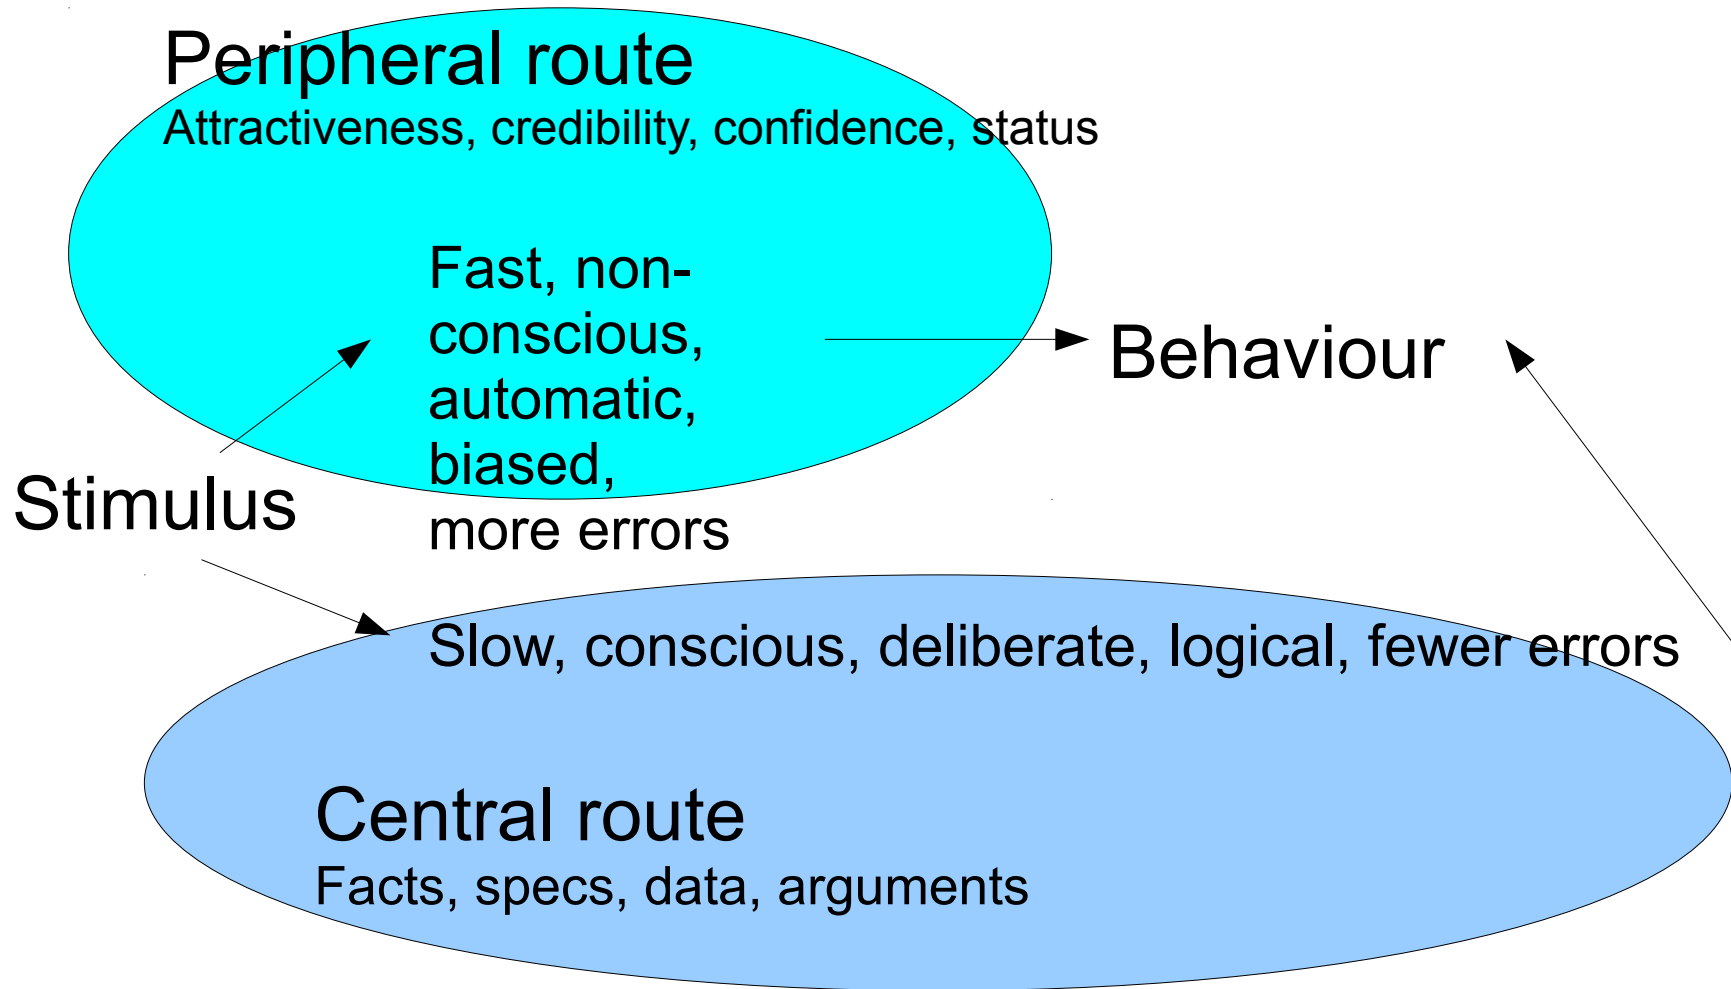 Peripheral route
Attractiveness, credibility, confidence, status
Fast, non-
conscious,
automatic,
biased,
more errors
Behaviour
Stimulus
Slow, conscious, deliberate, logical, fewer errors
Central route
Facts, specs, data, arguments